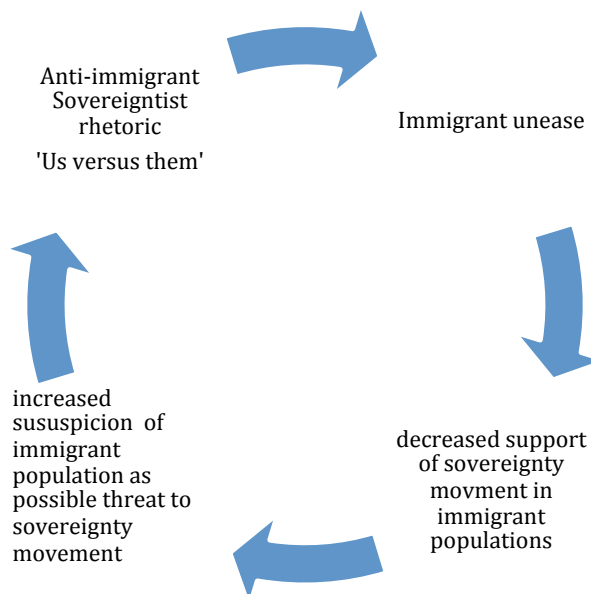 Anti-immigrant
Sovereigntist
rhetoric
'Us versus them'
Immigrant unease
decreased support
of sovereignty
movment in
immigrant
populations
increased
sususpicion of
immigrant
population as
possible threat to
sovereignty
movement